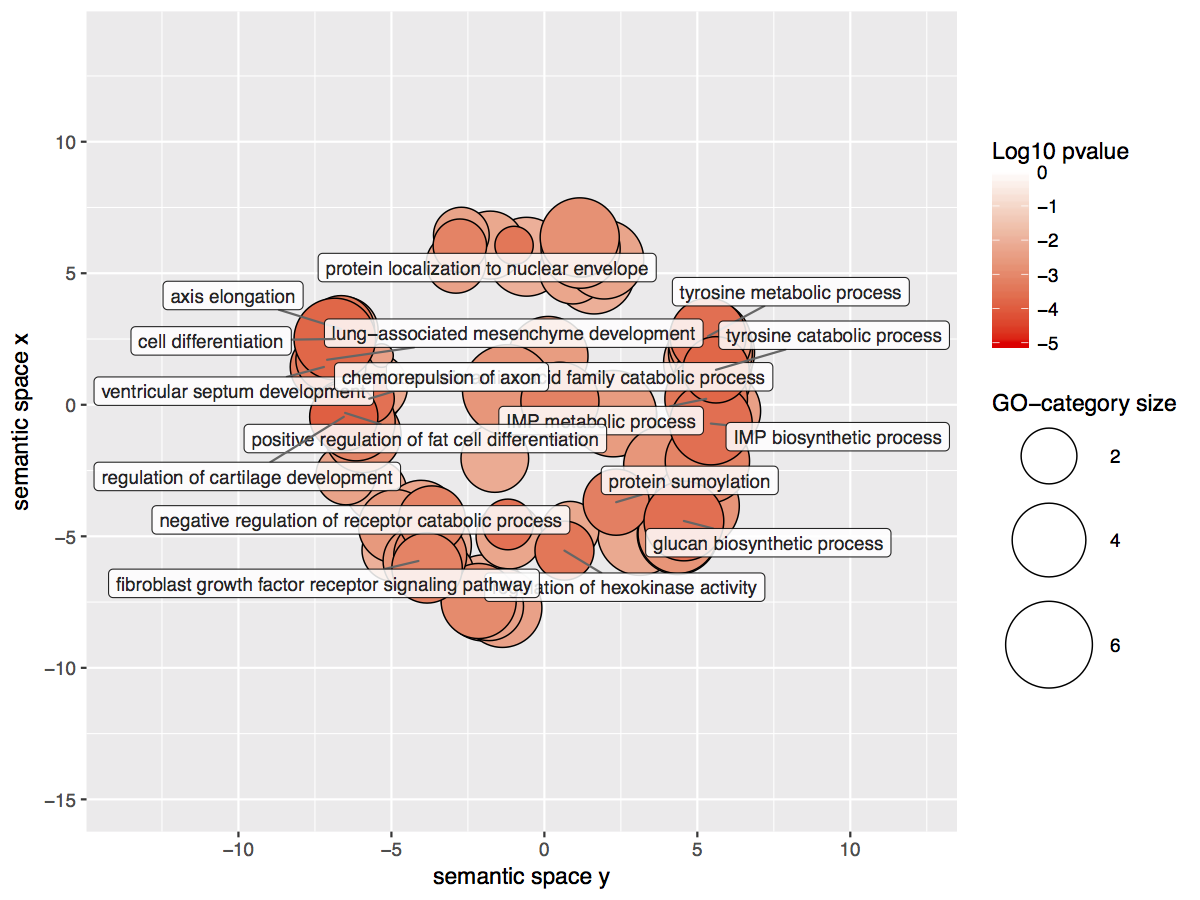 10
5
0
−5
−10
−15
semantic space x
−10
−5
0
5
10
semantic space y
protein localization to nuclear envelope
axis elongation
tyrosine metabolic process
cell differentiation
lung−associated mesenchyme development
tyrosine catabolic process
ventricular septum development
chemorepulsion of axon
d family catabolic process
IMP metabolic process
positive regulation of fat cell differentiation
IMP biosynthetic process
regulation of cartilage development
protein sumoylation
negative regulation of receptor catabolic process
glucan biosynthetic process
fibroblast growth factor receptor signaling pathway
of hexokinase activity
Log10 pvalue
0
−1
−2
−3
−4
−5
GO−category size
2
4
6